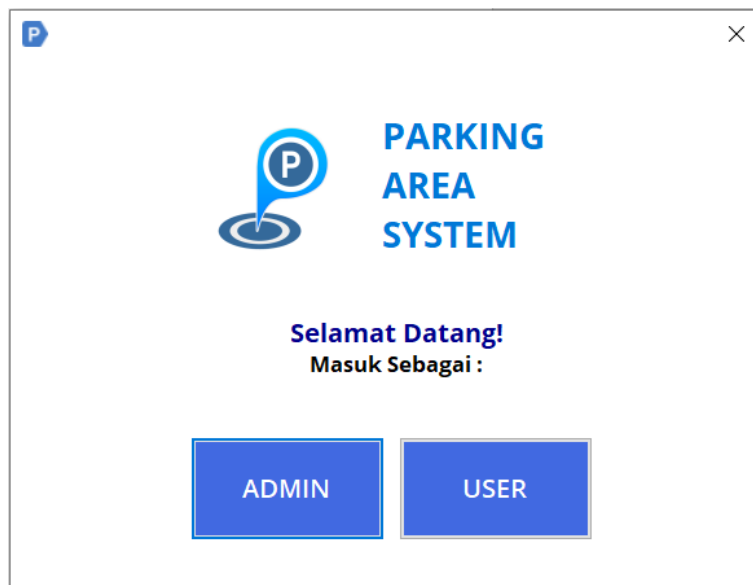 P
P
PARKING
AREA
SYSTEM
Selamat Datang!
Masuk Sebagai :
ADMIN
USER